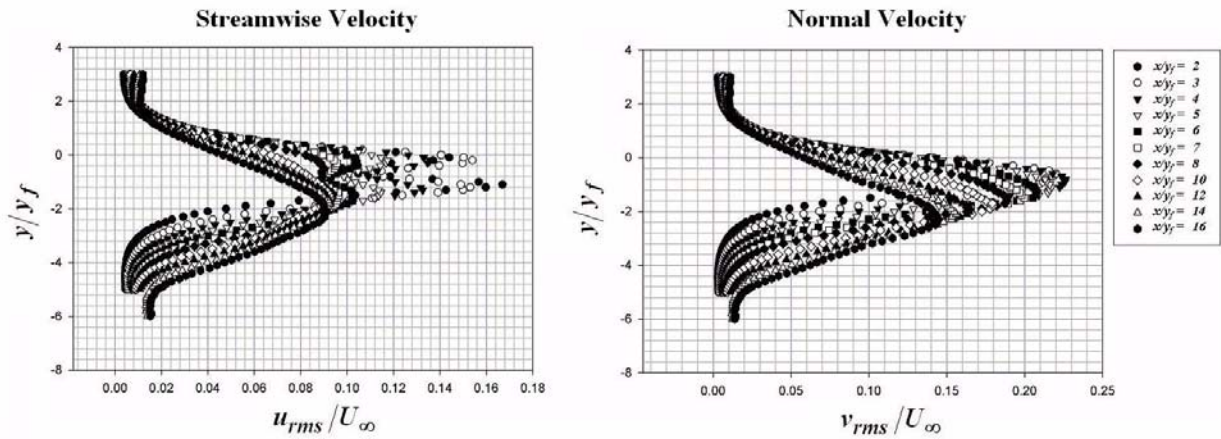 Streamwise Velocity
4
2
0
-2
-4
-6
-8
y/y_f
0.00 0.02 0.04 0.06 0.08 0.10 0.12 0.14 0.16 0.18
u_rms/U_∞
Normal Velocity
4
2
0
-2
-4
-6
-8
y/y_f
0.00 0.05 0.10 0.15 0.20 0.25
v_rms/U_∞
x/y_f = 2
x/y_f = 3
x/y_f = 4
x/y_f = 5
x/y_f = 6
x/y_f = 7
x/y_f = 8
x/y_f = 10
x/y_f = 12
x/y_f = 14
x/y_f = 16